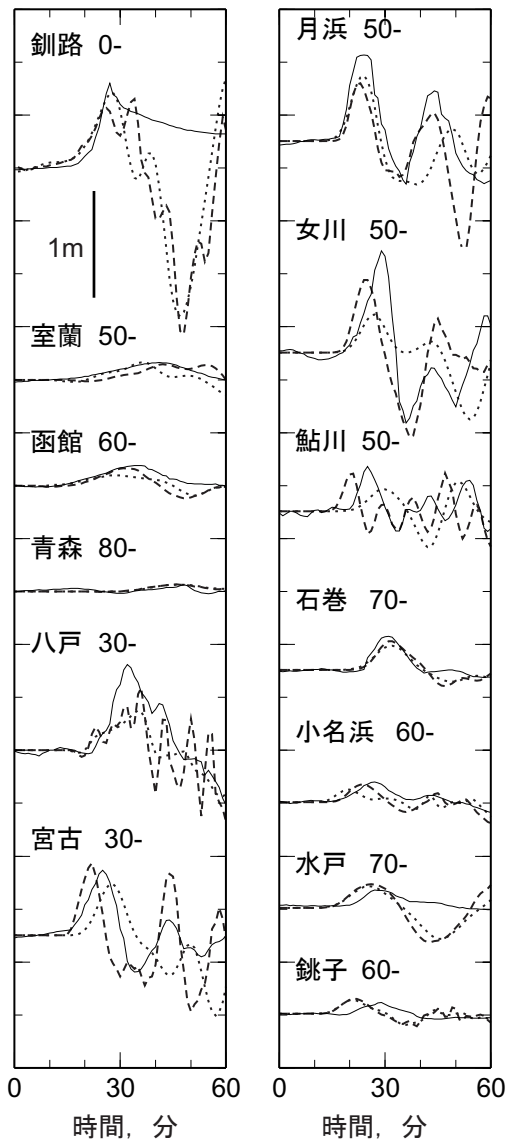 釧路 0-
1m
室蘭 50-
函館 60-
青森 80-
八戸 30-
宮古 30-
0 30 60
時間, 分
月浜 50-
女川 50-
鮎川 50-
石巻 70-
小名浜 60-
水戸 70-
銚子 60-
0 30 60
時間, 分